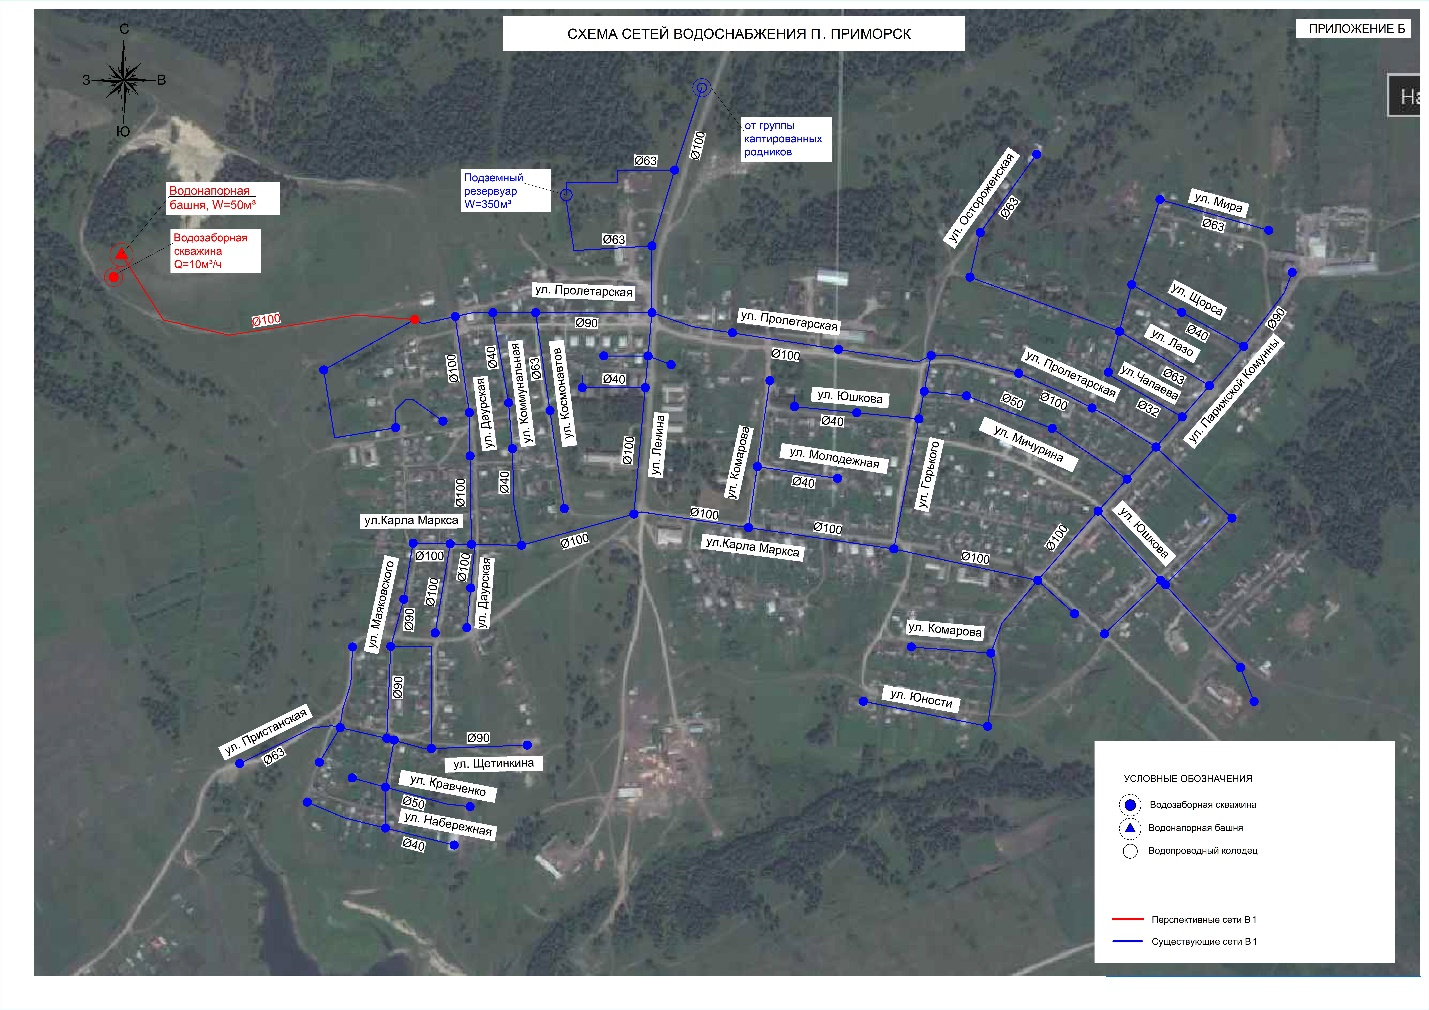 СХЕМА СЕТЕЙ ВОДОСНАБЖЕНИЯ П. ПРИМОРСК
ПРИЛОЖЕНИЕ Б
С
З
В
Ю
На
от группы
каптированных
родников
Ø100
Ø63
Подземный
резервуар
W=350м³
Ø63
Водонапорная
башня, W=50м³
Водозаборная
скважина
Q=10м³/ч
Ø100
ул. Остороженская
Ø63
ул. Мира
Ø63
ул. Щорса
Ø40
Ø90
ул. Лазо
Ø63
ул. Чапаева
Ø32
ул. Парижской Комунны
ул. Пролетарская
Ø90
ул. Пролетарская
Ø100
ул. Пролетарская
Ø100
Ø100
ул. Даурская
Ø40
ул. Коммунальная
Ø63
ул. Космонавтов
Ø40
Ø100
ул. Ленина
ул. Юшкова
Ø40
ул. Комарова
ул. Молодежная
Ø40
ул. Горького
Ø50
ул. Мичурина
Ø100
Ø40
ул.Карла Маркса
Ø100
Ø100
Ø100
ул.Карла Маркса
Ø100
Ø100
Ø100
ул. Юшкова
Ø100
Ø100
Ø100
ул. Даурская
ул. Маяковского
Ø90
Ø90
ул. Комарова
ул. Юности
ул. Пристанская
Ø63
Ø90
ул. Щетинкина
ул. Кравченко
Ø50
ул. Набережная
Ø40
УСЛОВНЫЕ ОБОЗНАЧЕНИЯ
Водозаборная скважина
Водонапорная башня
Водопроводный колодец
Перспективные сети В1
Существующие сети В1